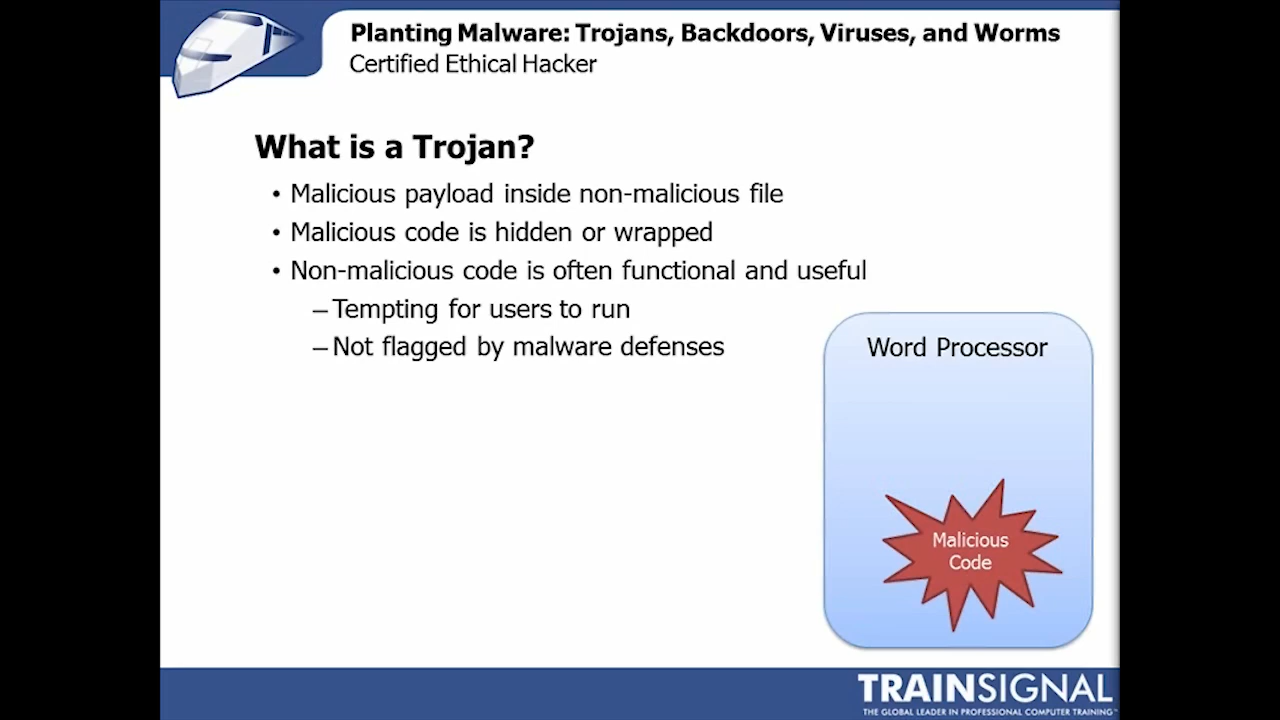 Planting Malware: Trojans, Backdoors, Viruses, and Worms
Certified Ethical Hacker
What is a Trojan?
• Malicious payload inside non-malicious file
• Malicious code is hidden or wrapped
• Non-malicious code is often functional and useful
– Tempting for users to run
– Not flagged by malware defenses
Word Processor
Malicious
Code
TRAINSIGNAL
THE GLOBAL LEADER IN PROFESSIONAL COMPUTER TRAINING™